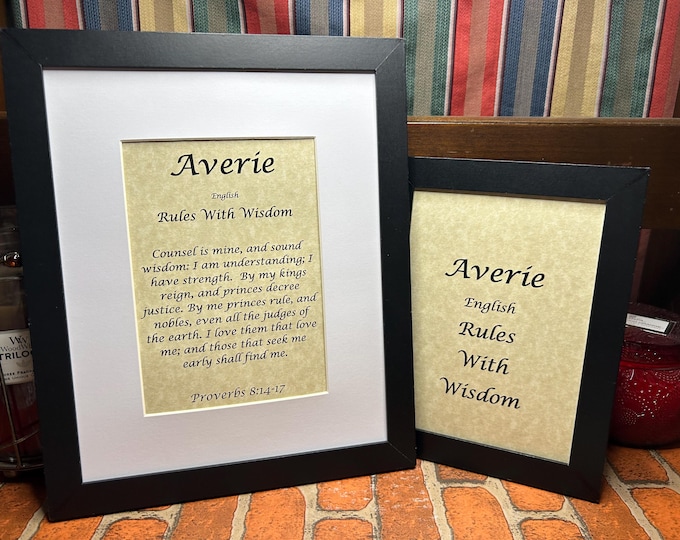 Averie
English
Rules With Wisdom
Counsel is mine, and sound
wisdom: I am understanding; I
have strength. By my kings
reign, and princes decree
justice. By me princes rule, and
nobles, even all the judges of
the earth. I love them that love
me; and those that seek me
early shall find me.
Proverbs 8:14-17
Averie
English
Rules
With
Wisdom
TRILO